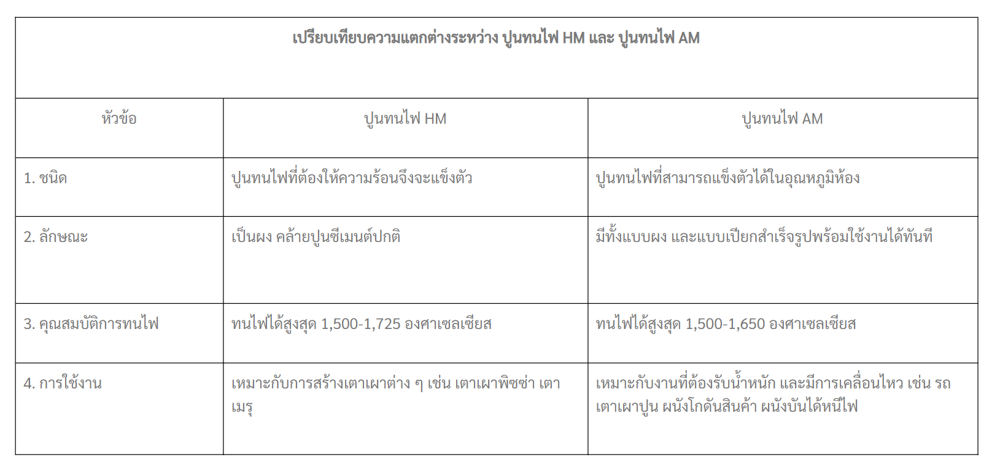 เปรียบเทียบความแตกต่างระหว่าง ปูนทนไฟ HM และ ปูนทนไฟ AM
หัวข้อ
ปูนทนไฟ HM
ปูนทนไฟ AM
1. ชนิด
ปูนทนไฟที่ต้องให้ความร้อนจึงจะแข็งตัว
ปูนทนไฟที่สามารถแข็งตัวได้ในอุณหภูมิห้อง
2. ลักษณะ
เป็นผง คล้ายปูนซีเมนต์ปกติ
มีทั้งแบบผง และแบบเปียกสำเร็จรูปพร้อมใช้งานได้ทันที
3. คุณสมบัติการทนไฟ
ทนไฟได้สูงสุด 1,500-1,725 องศาเซลเซียส
ทนไฟได้สูงสุด 1,500-1,650 องศาเซลเซียส
4. การใช้งาน
เหมาะกับการสร้างเตาเผาต่าง ๆ เช่น เตาเผาพิซซ่า เตา
เมรุ
เหมาะกับงานที่ต้องรับน้ำหนัก และมีการเคลื่อนไหว เช่น รถ
เตาเผาปูน ผนังโกดันสินค้า ผนังบันได้หนีไฟ